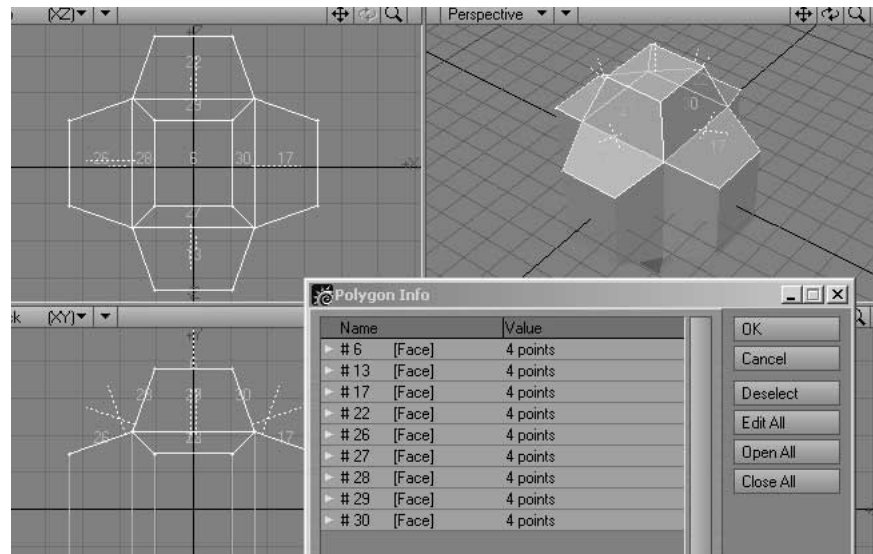 (XZ)
Perspective
22
29
26 28 6 30 17
+X
27
13
30
17
k (XY)
+Y
28 29 30
26 17
Polygon Info
Name Value
# 6 [Face] 4 points
# 13 [Face] 4 points
# 17 [Face] 4 points
# 22 [Face] 4 points
# 26 [Face] 4 points
# 27 [Face] 4 points
# 28 [Face] 4 points
# 29 [Face] 4 points
# 30 [Face] 4 points
OK
Cancel
Deselect
Edit All
Open All
Close All